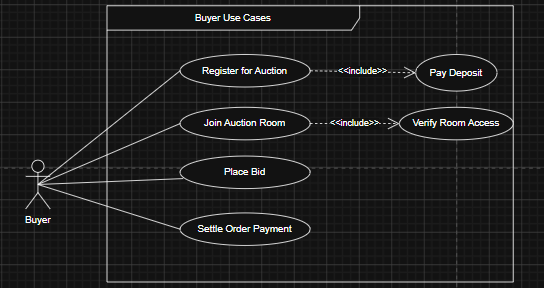 Buyer Use Cases
Register for Auction
<<include>>
Pay Deposit
Join Auction Room
<<include>>
Verify Room Access
Place Bid
Buyer
Settle Order Payment